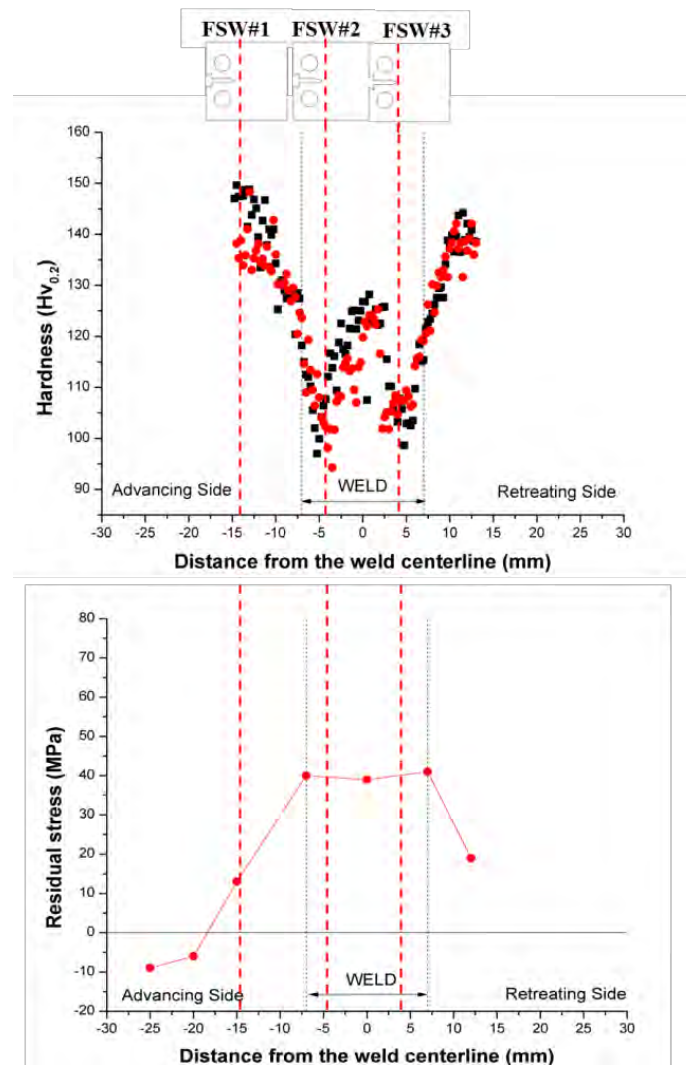 FSW#1 FSW#2 FSW#3
160
150
140
130
120
110
100
90
Hardness (Hv0.2)
Advancing Side
WELD
Retreating Side
-30 -25 -20 -15 -10 -5 0 5 10 15 20 25 30
Distance from the weld centerline (mm)
80
70
60
50
40
30
20
10
0
-10
-20
Residual stress (MPa)
Advancing Side
WELD
Retreating Side
-30 -25 -20 -15 -10 -5 0 5 10 15 20 25 30
Distance from the weld centerline (mm)